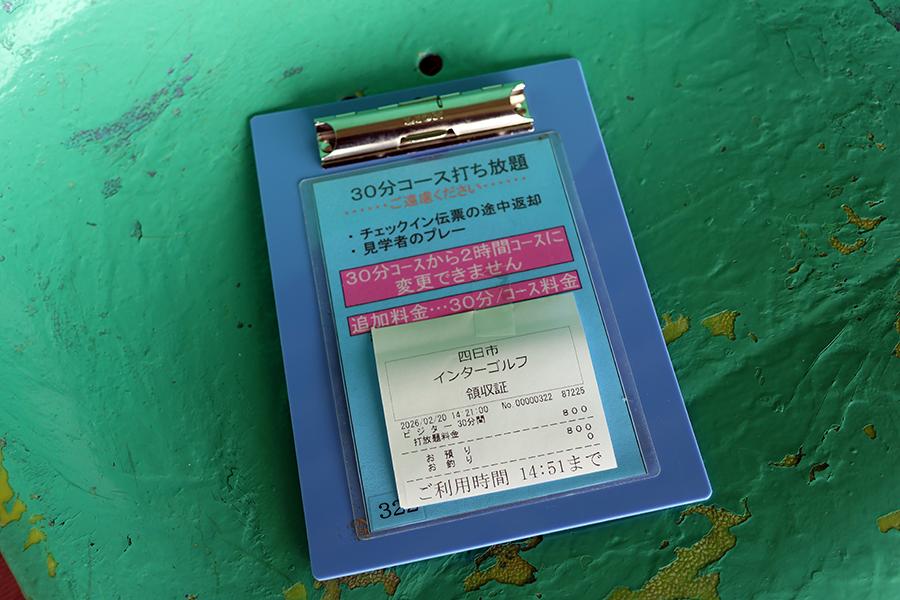 30分コース打ち放題
・・・・・・ご遠慮ください・・・・・・
・チェックイン伝票の途中返却
・見学者のプレー
30分コースから2時間コースに
変更できません
追加料金…30分/コース料金
四日市
インターゴルフ
領収証
2026/02/20 14:21:00 No.00000322 87225
ビジター 30分間
打放題料金 800
お預り 800
お釣り 0
ご利用時間 14:51まで
322